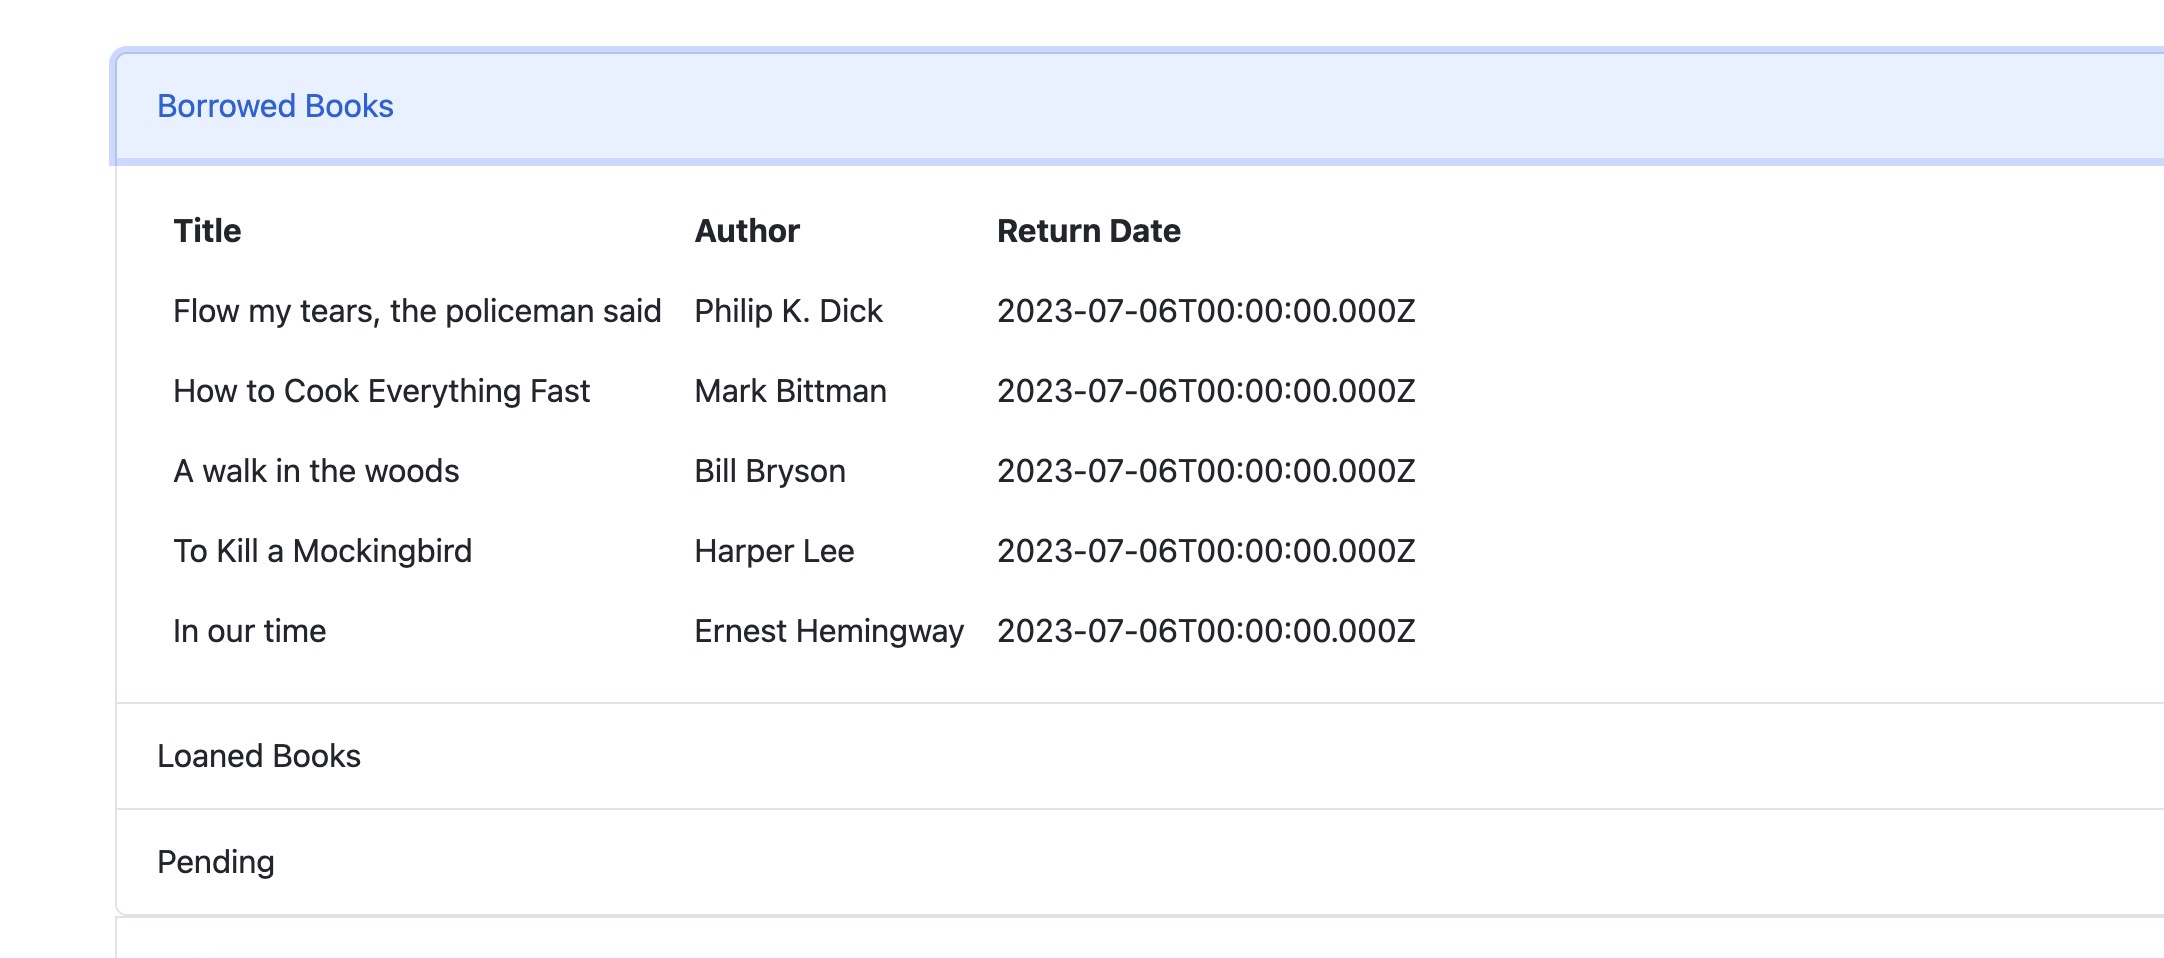 Borrowed Books
Title Author Return Date
Flow my tears, the policeman said Philip K. Dick 2023-07-06T00:00:00.000Z
How to Cook Everything Fast Mark Bittman 2023-07-06T00:00:00.000Z
A walk in the woods Bill Bryson 2023-07-06T00:00:00.000Z
To Kill a Mockingbird Harper Lee 2023-07-06T00:00:00.000Z
In our time Ernest Hemingway 2023-07-06T00:00:00.000Z
Loaned Books
Pending